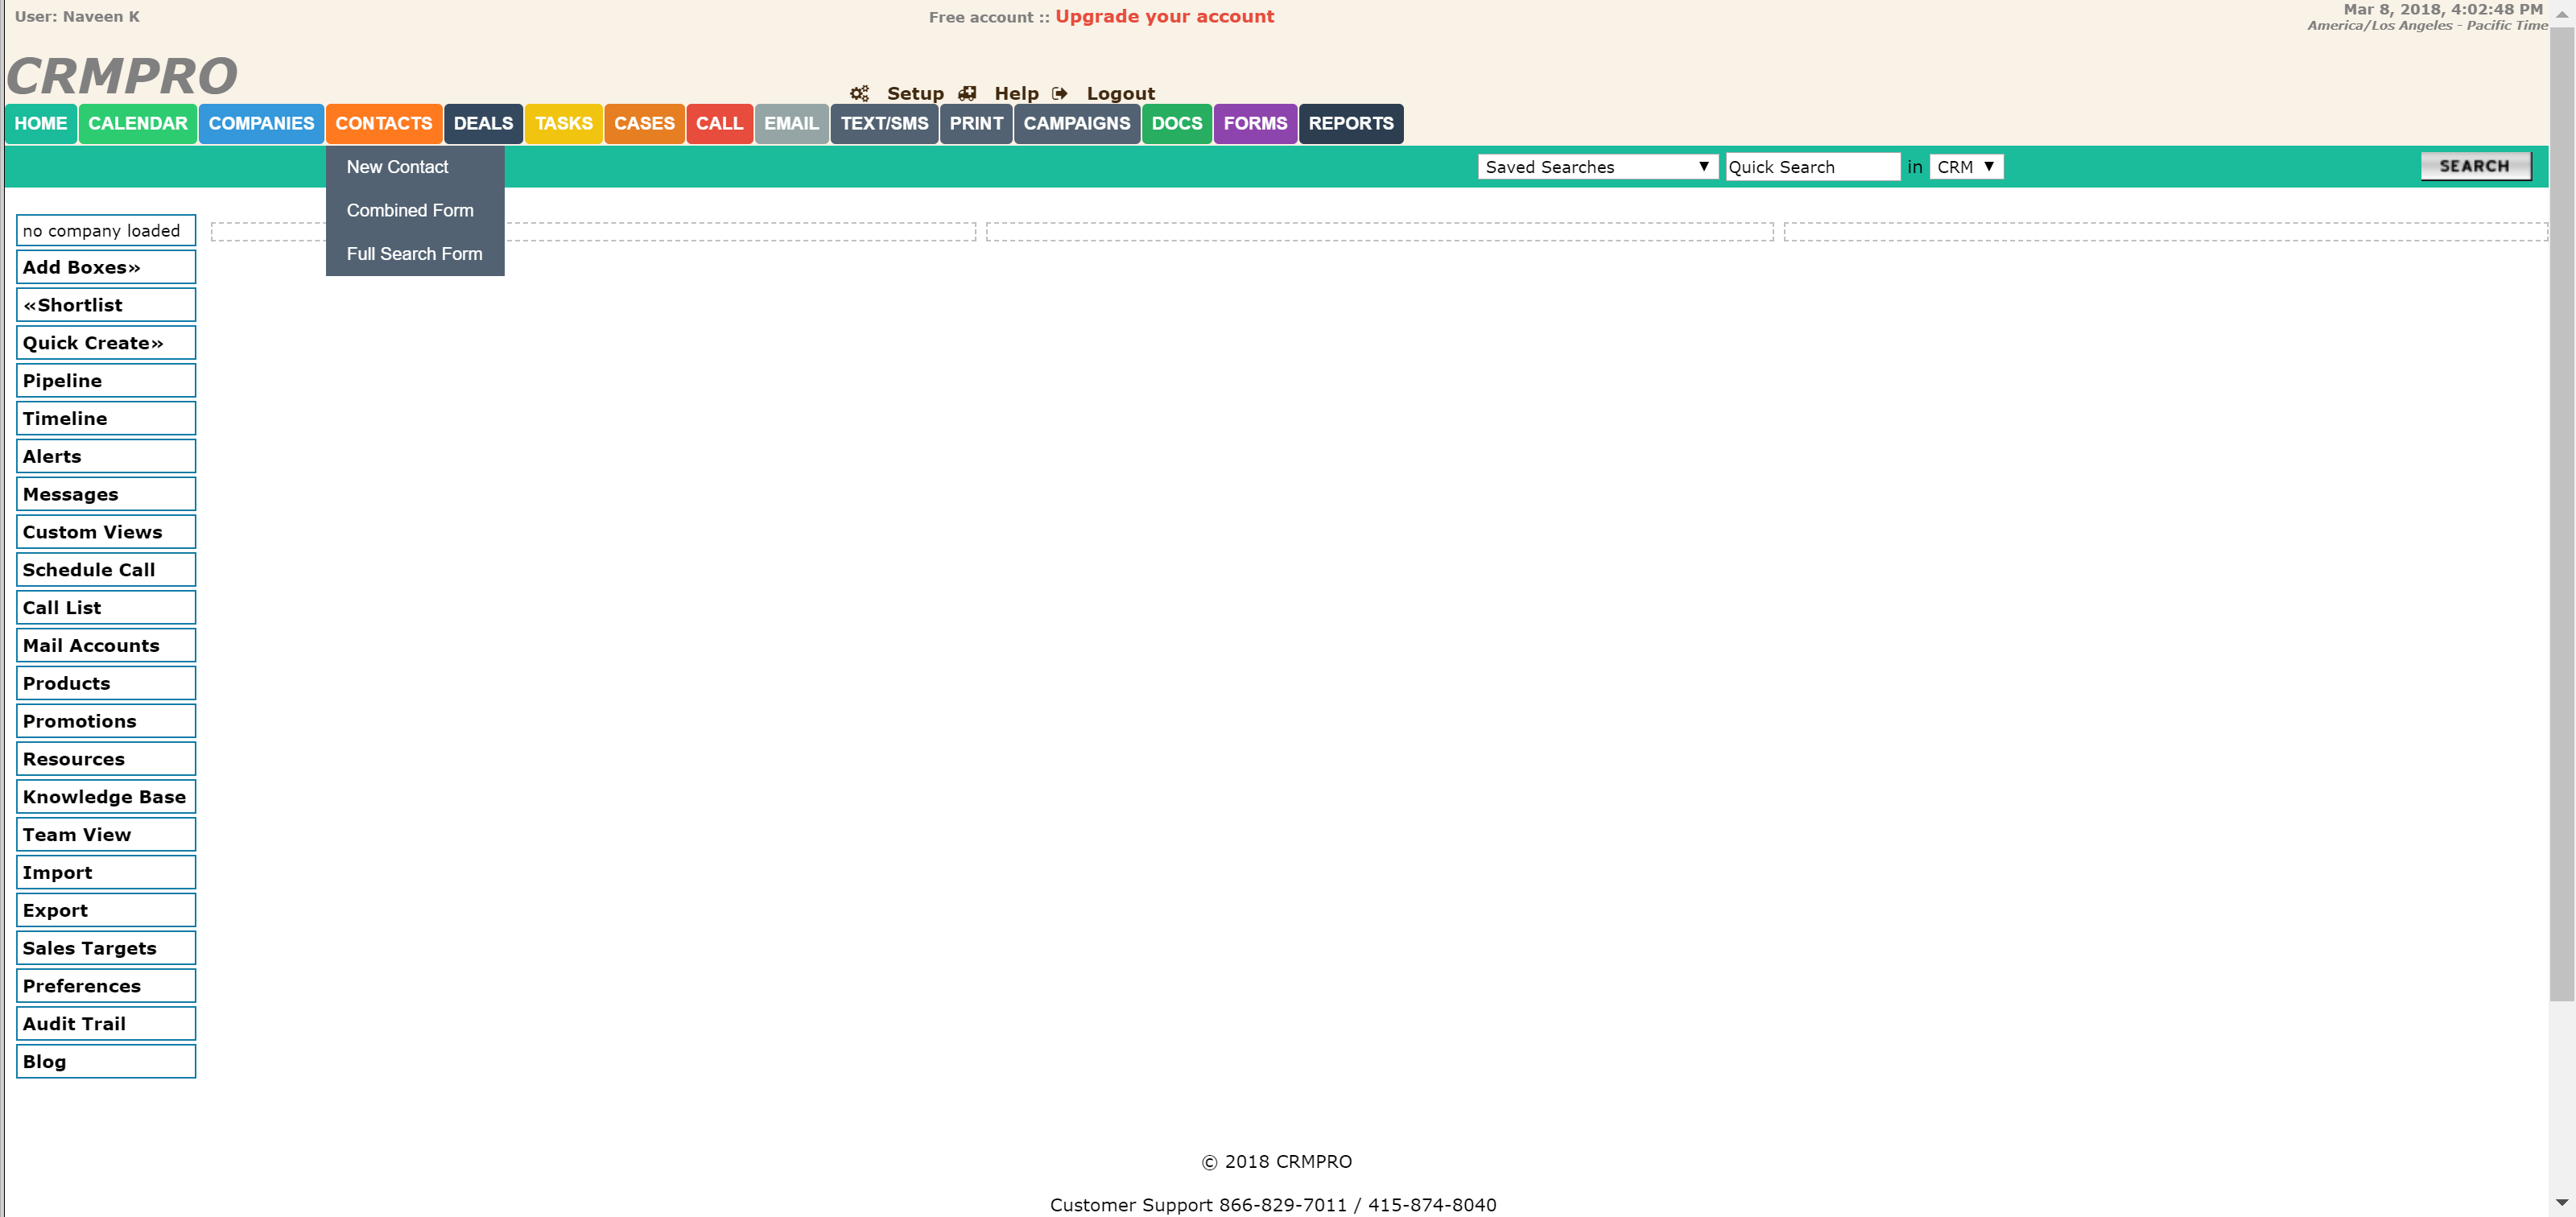 User: Naveen K
Free account :: Upgrade your account
Mar 8, 2018, 4:02:48 PM
America/Los Angeles - Pacific Time
CRMPRO
Setup Help Logout
HOME CALENDAR COMPANIES CONTACTS DEALS TASKS CASES CALL EMAIL TEXT/SMS PRINT CAMPAIGNS DOCS FORMS REPORTS
New Contact
Combined Form
Full Search Form
Saved Searches Quick Search in CRM SEARCH
no company loaded
Add Boxes»
«Shortlist
Quick Create»
Pipeline
Timeline
Alerts
Messages
Custom Views
Schedule Call
Call List
Mail Accounts
Products
Promotions
Resources
Knowledge Base
Team View
Import
Export
Sales Targets
Preferences
Audit Trail
Blog
© 2018 CRMPRO
Customer Support 866-829-7011 / 415-874-8040